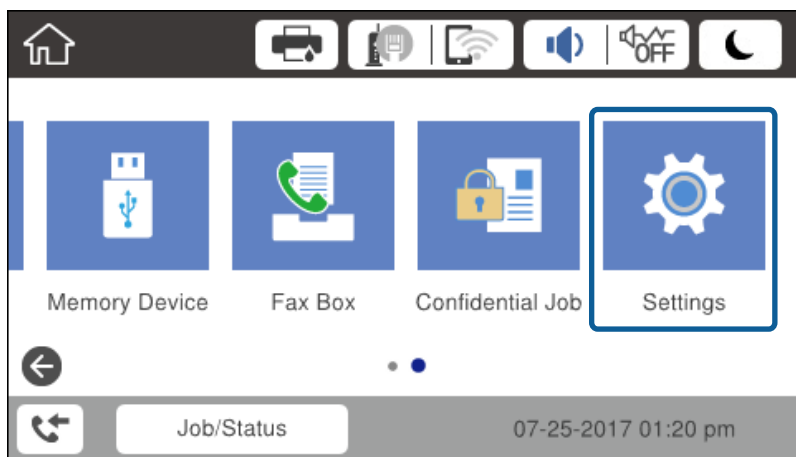 OFF
Memory Device
Fax Box
Confidential Job
Settings
Job/Status
07-25-2017 01:20 pm